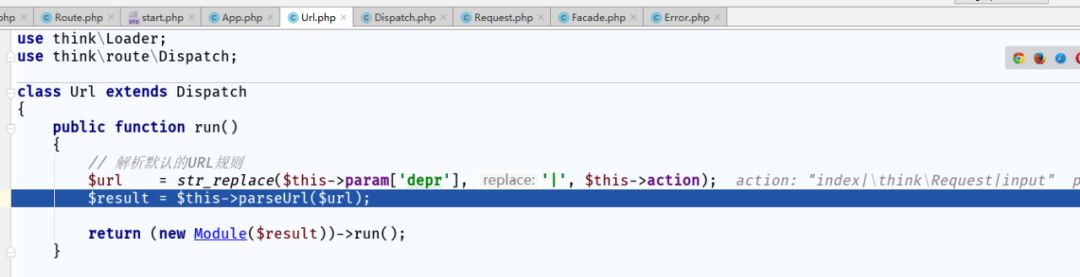 php Route.php start.php App.php Url.php Dispatch.php Request.php Facade.php Error.php
use think\Loader;
use think\route\Dispatch;
class Url extends Dispatch
{
public function run()
{
// 解析默认的URL规则
$url = str_replace($this->param['depr'], replace: '|', $this->action); action: "index|\think\Request|input" p
$result = $this->parseUrl($url);
return (new Module($result))->run();
}